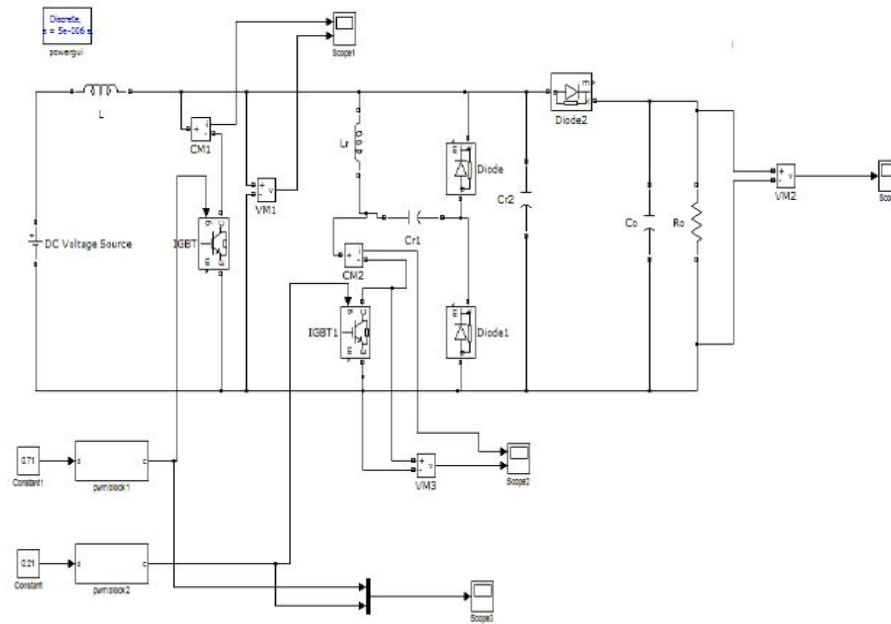 Discrete,
s = 5e-006 s.
powergui
Scope1
L
CM1
i
+
-
Lr
m
Diode
m
Diode2
DC Voltage Source
IGBT
g
C
m
E
VM1
+
-
v
Cr1
Cr2
CM2
i
+
-
Co
Ro
VM2
+
-
v
Sco
IGBT1
g
C
m
E
m
Diode1
0.71
Constant1
pwmblock1
VM3
+
-
v
Scope2
0.21
Constant
pwmblock2
Scope3